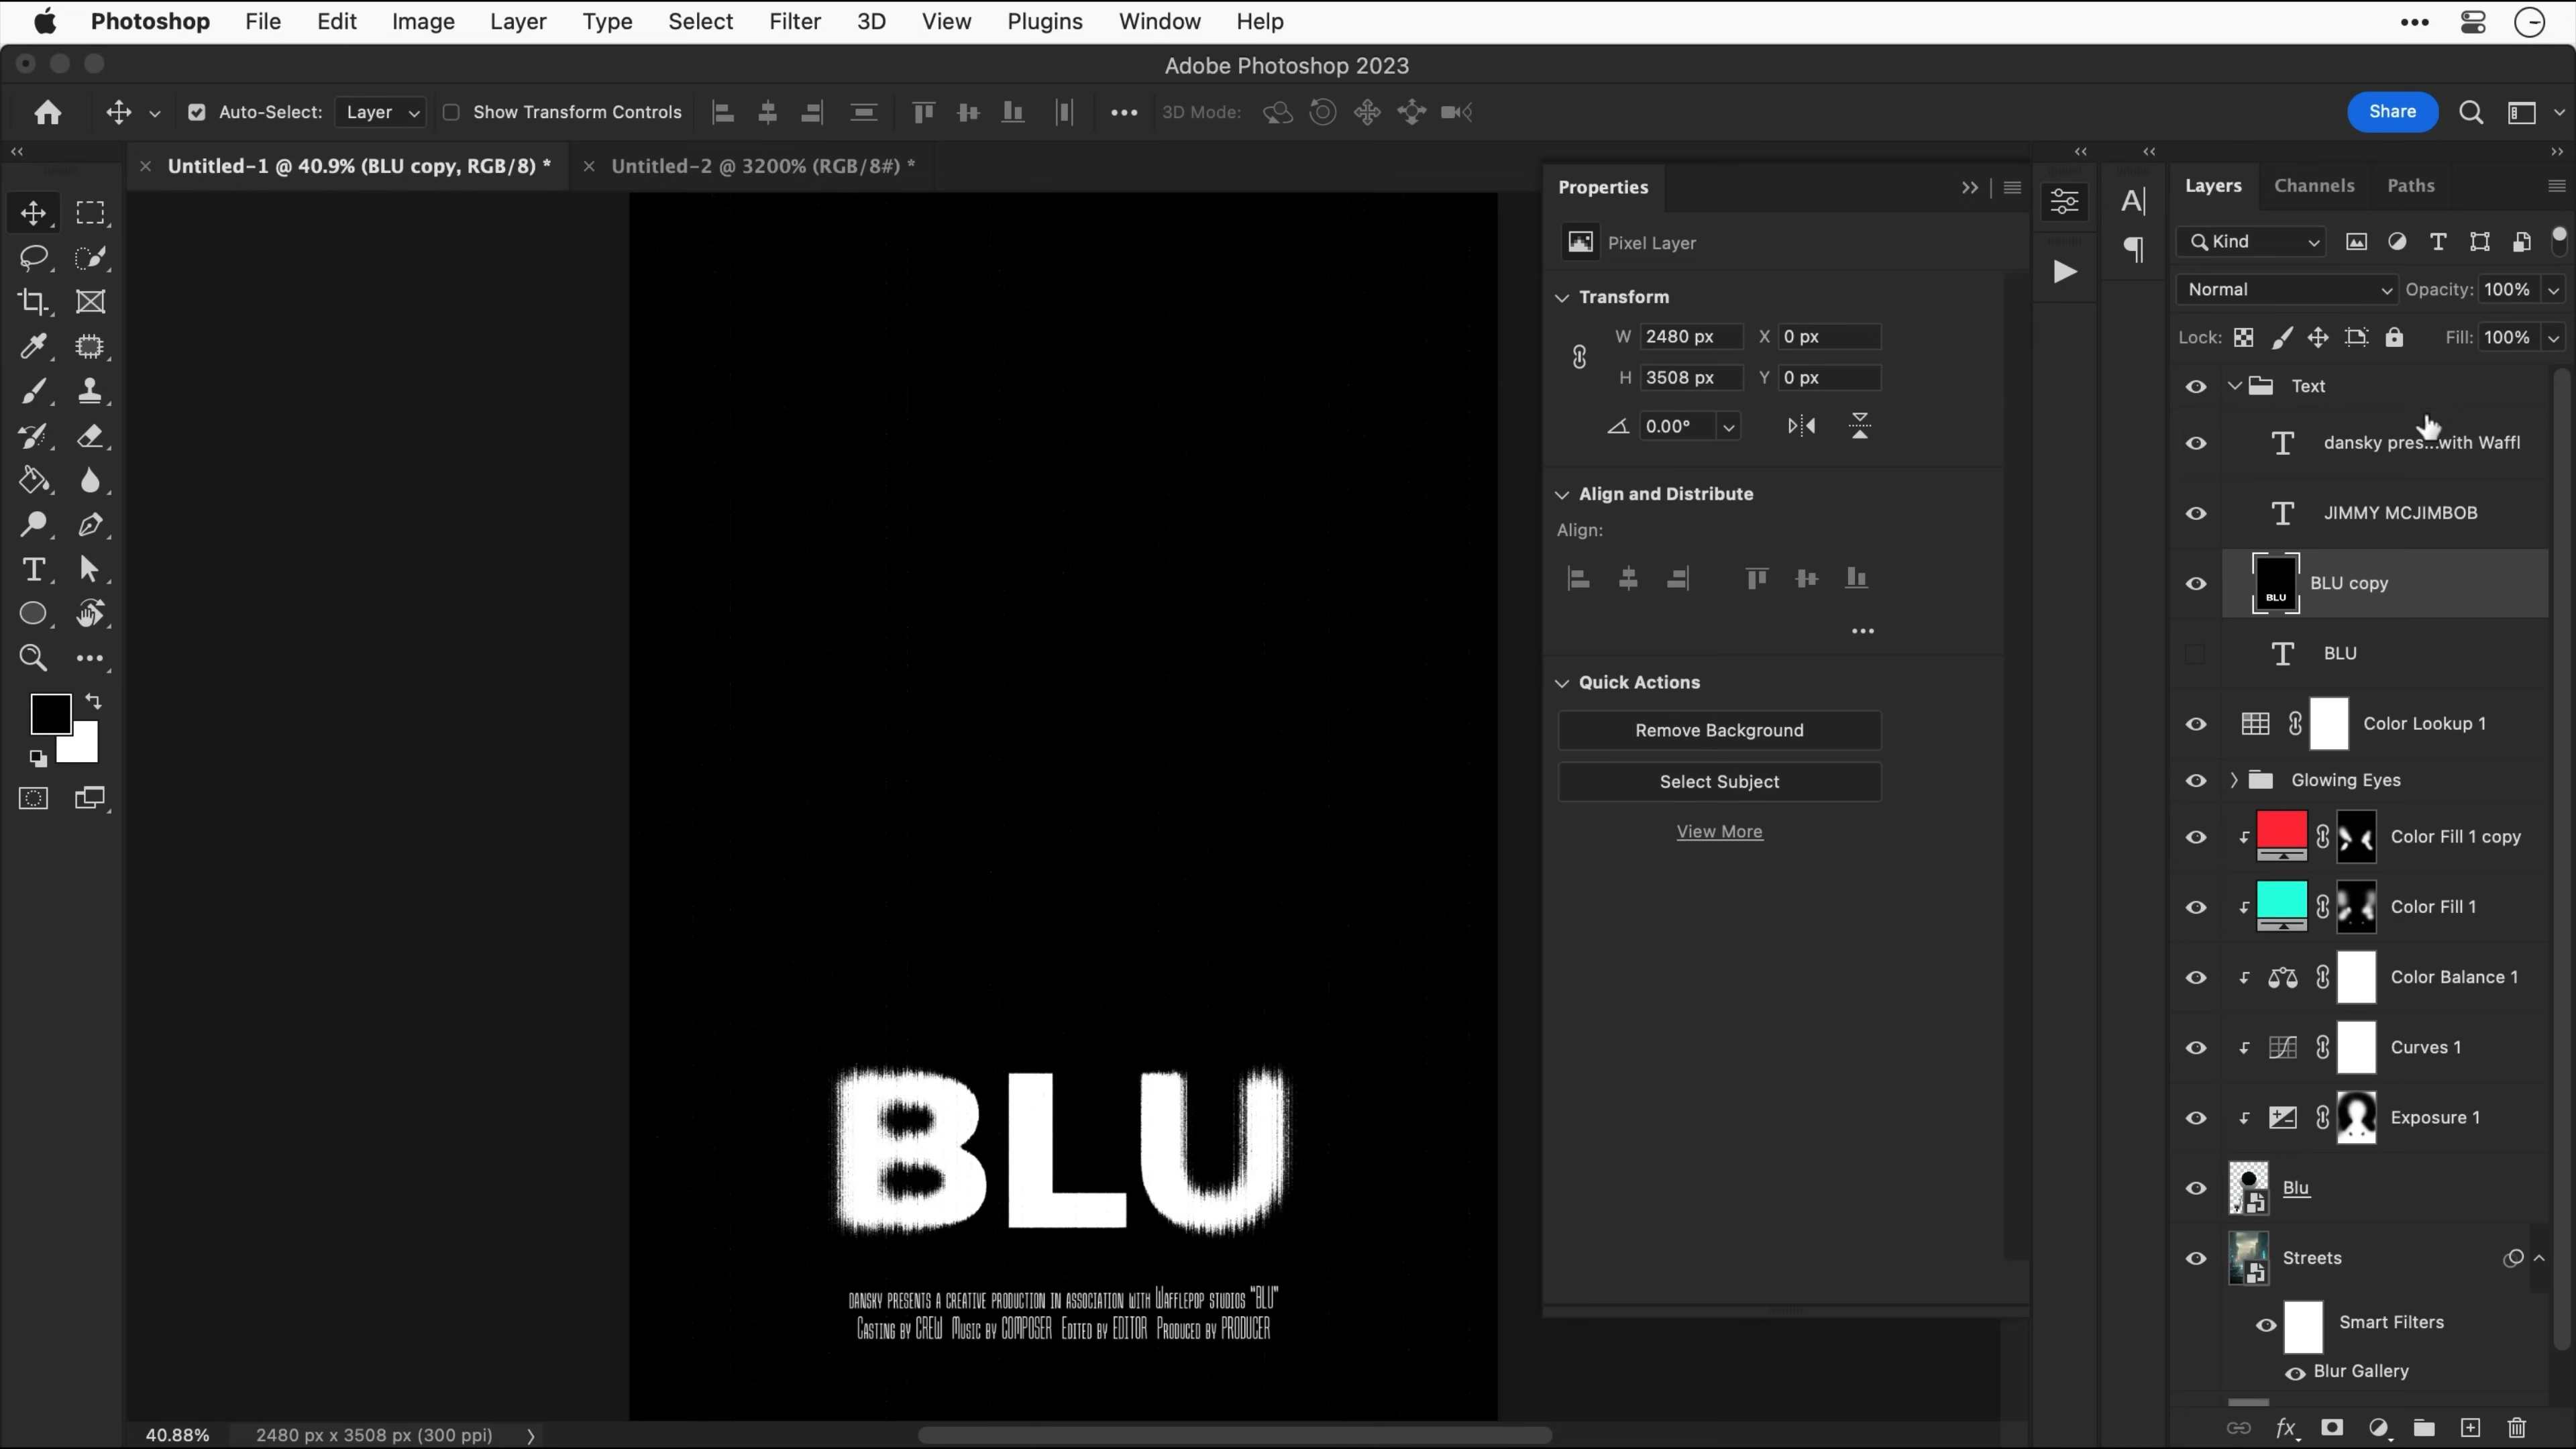 Photoshop File Edit Image Layer Type Select Filter 3D View Plugins Window Help
Adobe Photoshop 2023
Auto-Select: Layer Show Transform Controls 3D Mode: Share
Untitled-1 @ 40.9% (BLU copy, RGB/8) * Untitled-2 @ 3200% (RGB/8#) *
BLU
DANSKY PRESENTS A CREATIVE PRODUCTION IN ASSOCIATION WITH WAFFLEPOP STUDIOS "BLU"
CASTING BY CREW MUSIC BY COMPOSER EDITED BY EDITOR PRODUCED BY PRODUCER
40.88% 2480 px x 3508 px (300 ppi)
Properties
Pixel Layer
Transform
W 2480 px X 0 px
H 3508 px Y 0 px
0.00°
Align and Distribute
Align:
Quick Actions
Remove Background
Select Subject
View More
Layers Channels Paths
Kind
Normal Opacity: 100%
Lock: Fill: 100%
Text
dansky pres...with Waffl
JIMMY MCJIMBOB
BLU copy
BLU
BLU
Color Lookup 1
Glowing Eyes
Color Fill 1 copy
Color Fill 1
Color Balance 1
Curves 1
Exposure 1
Blu
Streets
Smart Filters
Blur Gallery
fx